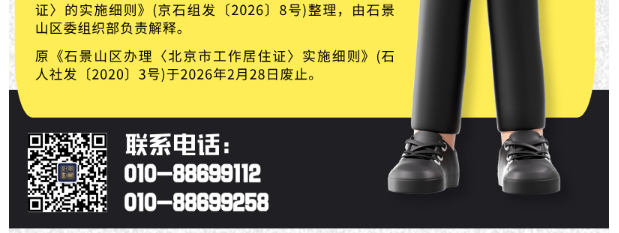 证〉的实施细则》(京石组发〔2026〕8号)整理，由石景
山区委组织部负责解释。
原《石景山区办理〈北京市工作居住证〉实施细则》(石
人社发〔2020〕3号)于2026年2月28日废止。
联系电话：
010-88699112
010-88699258